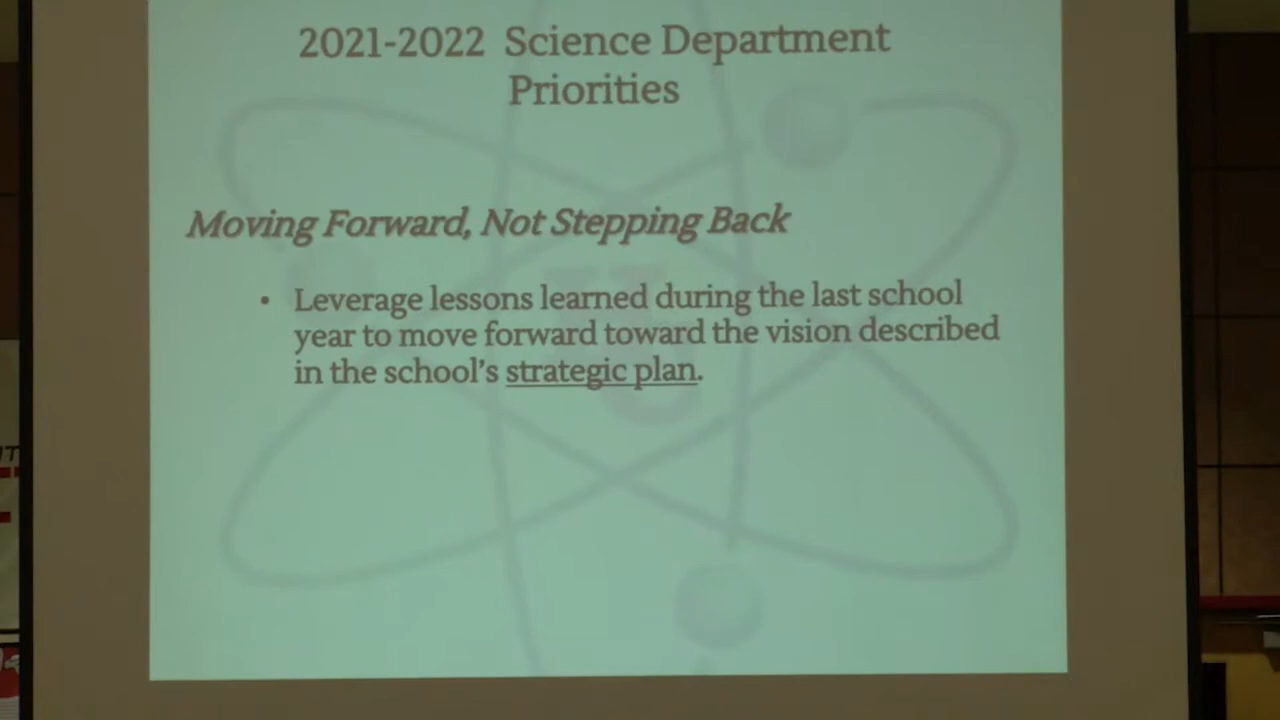 2021-2022 Science Department
Priorities
Moving Forward, Not Stepping Back
• Leverage lessons learned during the last school
year to move forward toward the vision described
in the school's strategic plan.